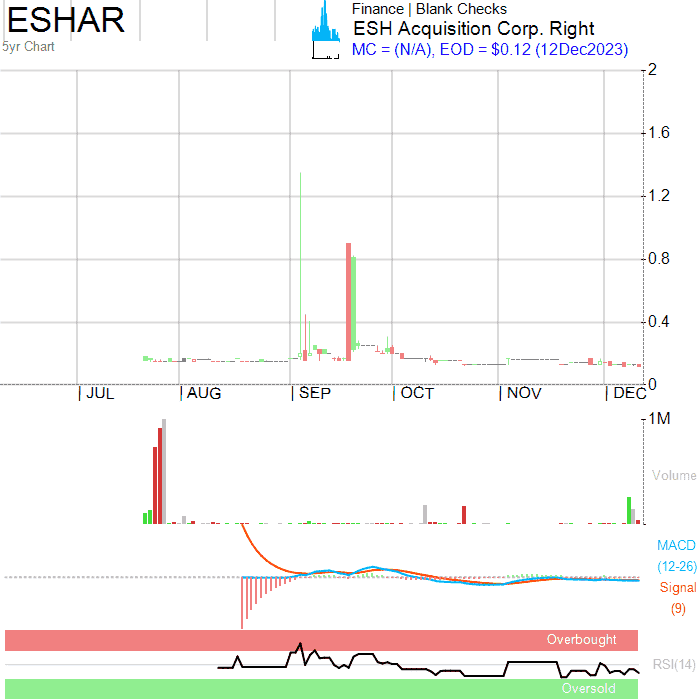 ESHAR
5yr Chart
Finance | Blank Checks
ESH Acquisition Corp. Right
MC = (N/A), EOD = $0.12 (12Dec2023)
2
1.6
1.2
0.8
0.4
0
JUL AUG SEP OCT NOV DEC
1M
Volume
MACD
(12-26)
Signal
(9)
Overbought
RSI(14)
Oversold